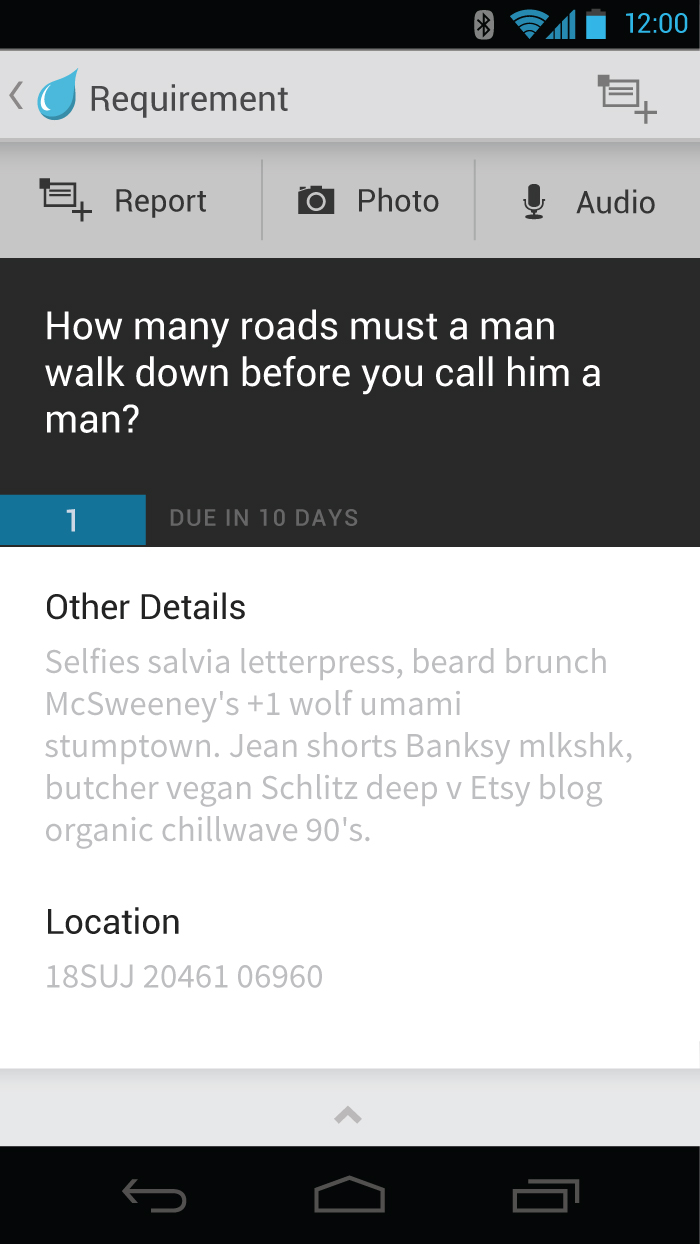 12:00
Requirement
Report Photo Audio
How many roads must a man
walk down before you call him a
man?
1 DUE IN 10 DAYS
Other Details
Selfies salvia letterpress, beard brunch
McSweeney's +1 wolf umami
stumptown. Jean shorts Banksy mlkshk,
butcher vegan Schlitz deep v Etsy blog
organic chillwave 90's.
Location
18SUJ 20461 06960